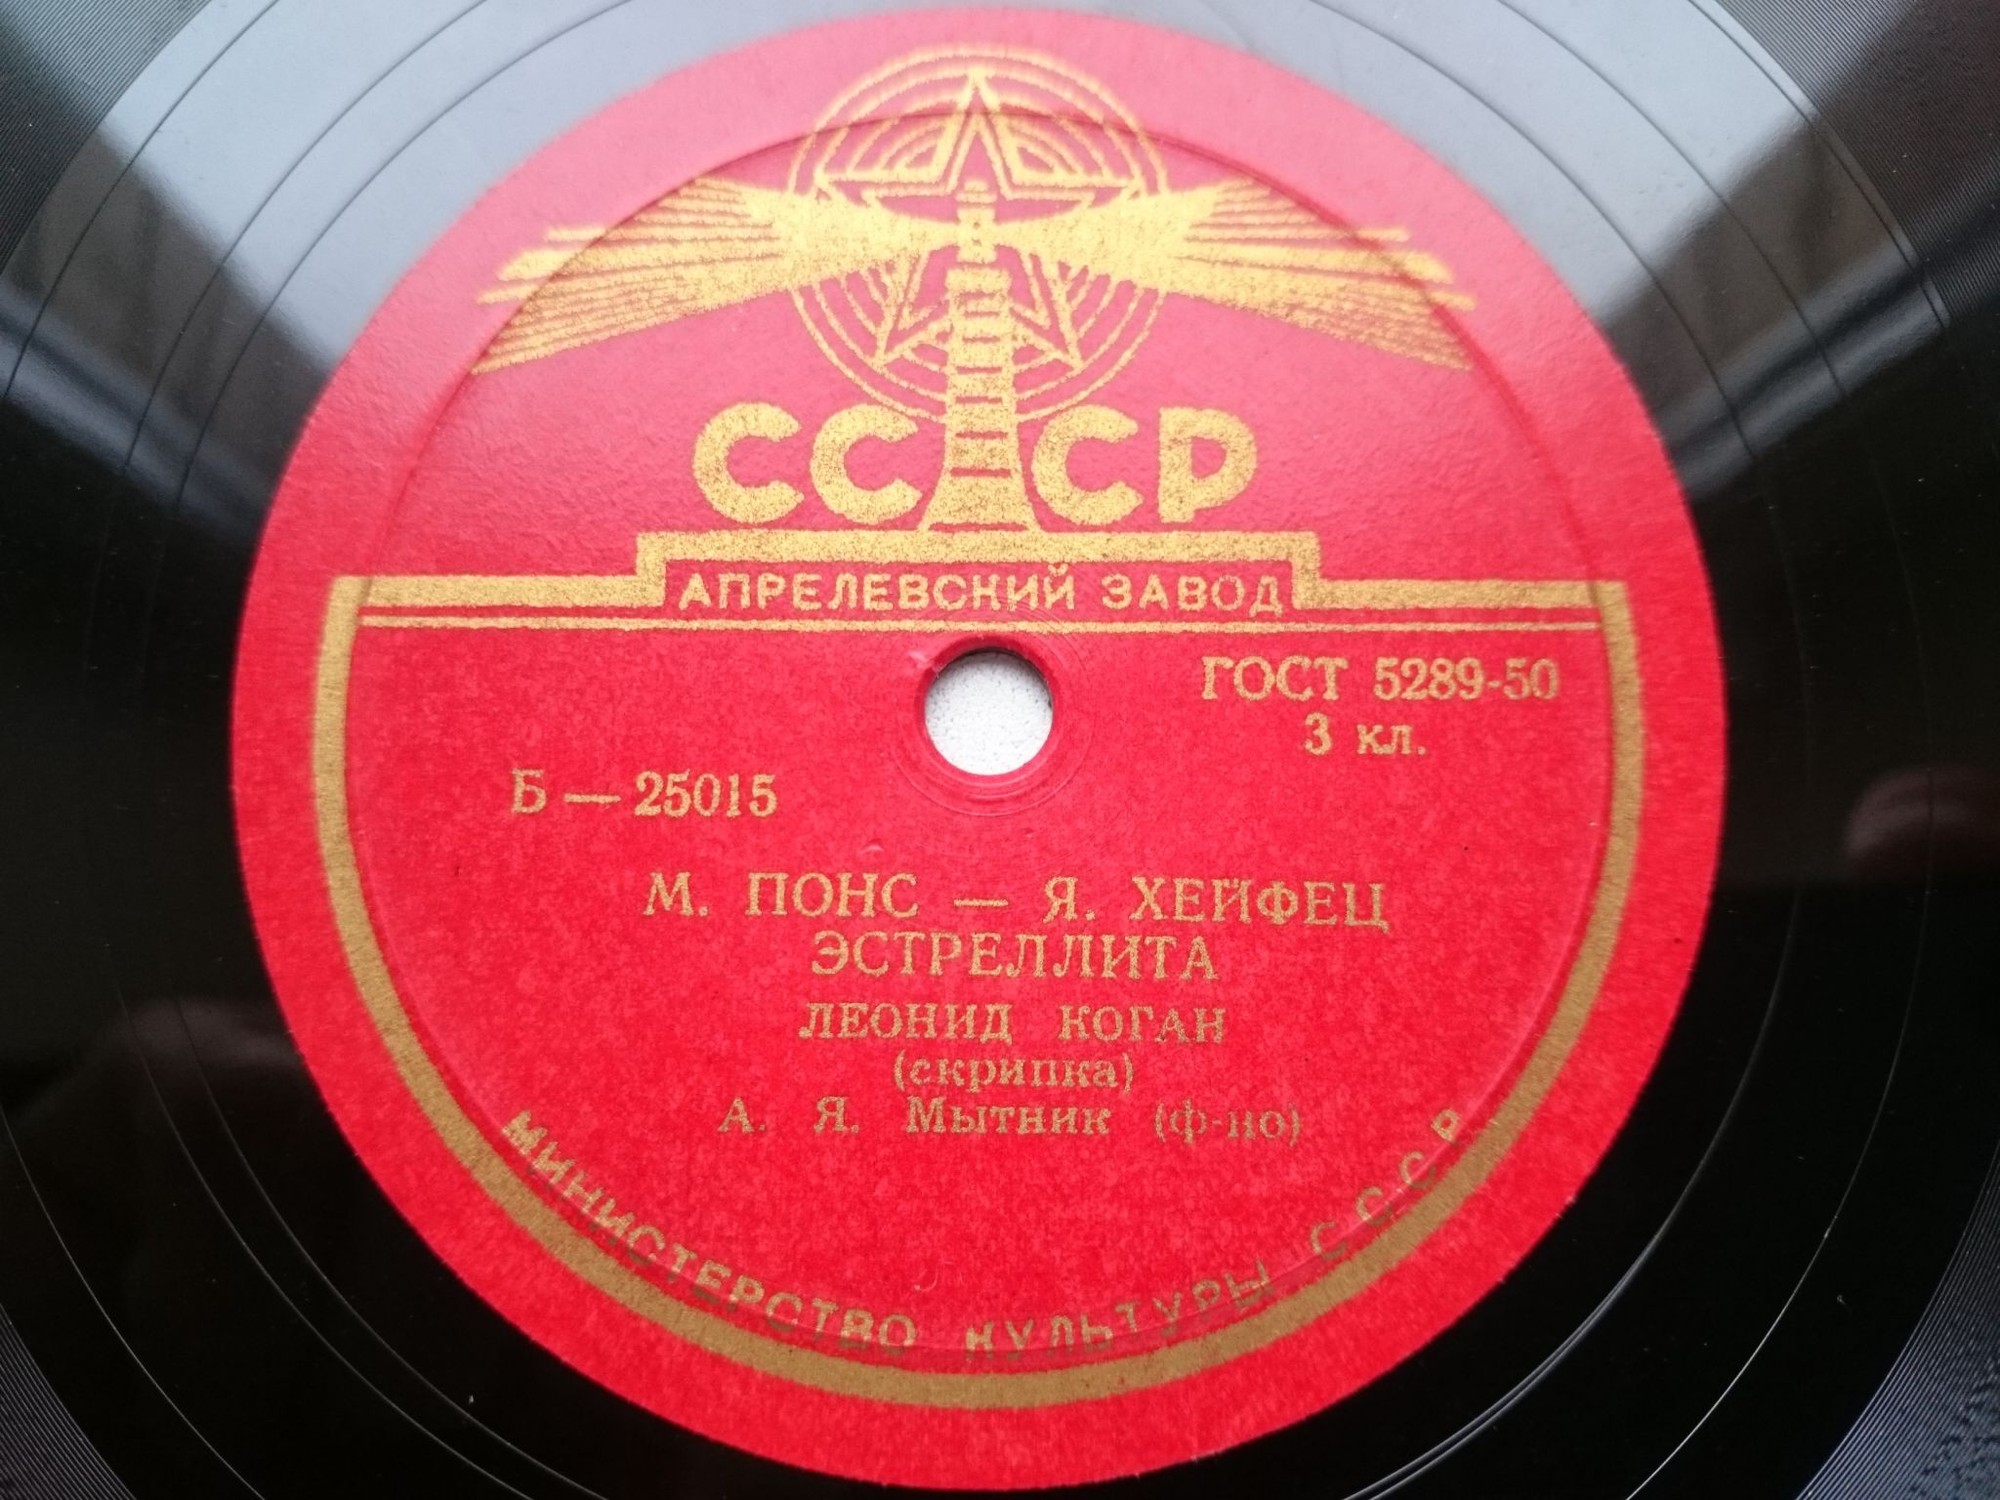 СССР
АПРЕЛЕВСКИЙ ЗАВОД
ГОСТ 5289-50
3 кл.
Б — 25015
М. ПОНС — Я. ХЕЙФЕЦ
ЭСТРЕЛЛИТА
ЛЕОНИД КОГАН
(скрипка)
А. Я. Мытник (ф-но)
МИНИСТЕРСТВО КУЛЬТУРЫ СССР